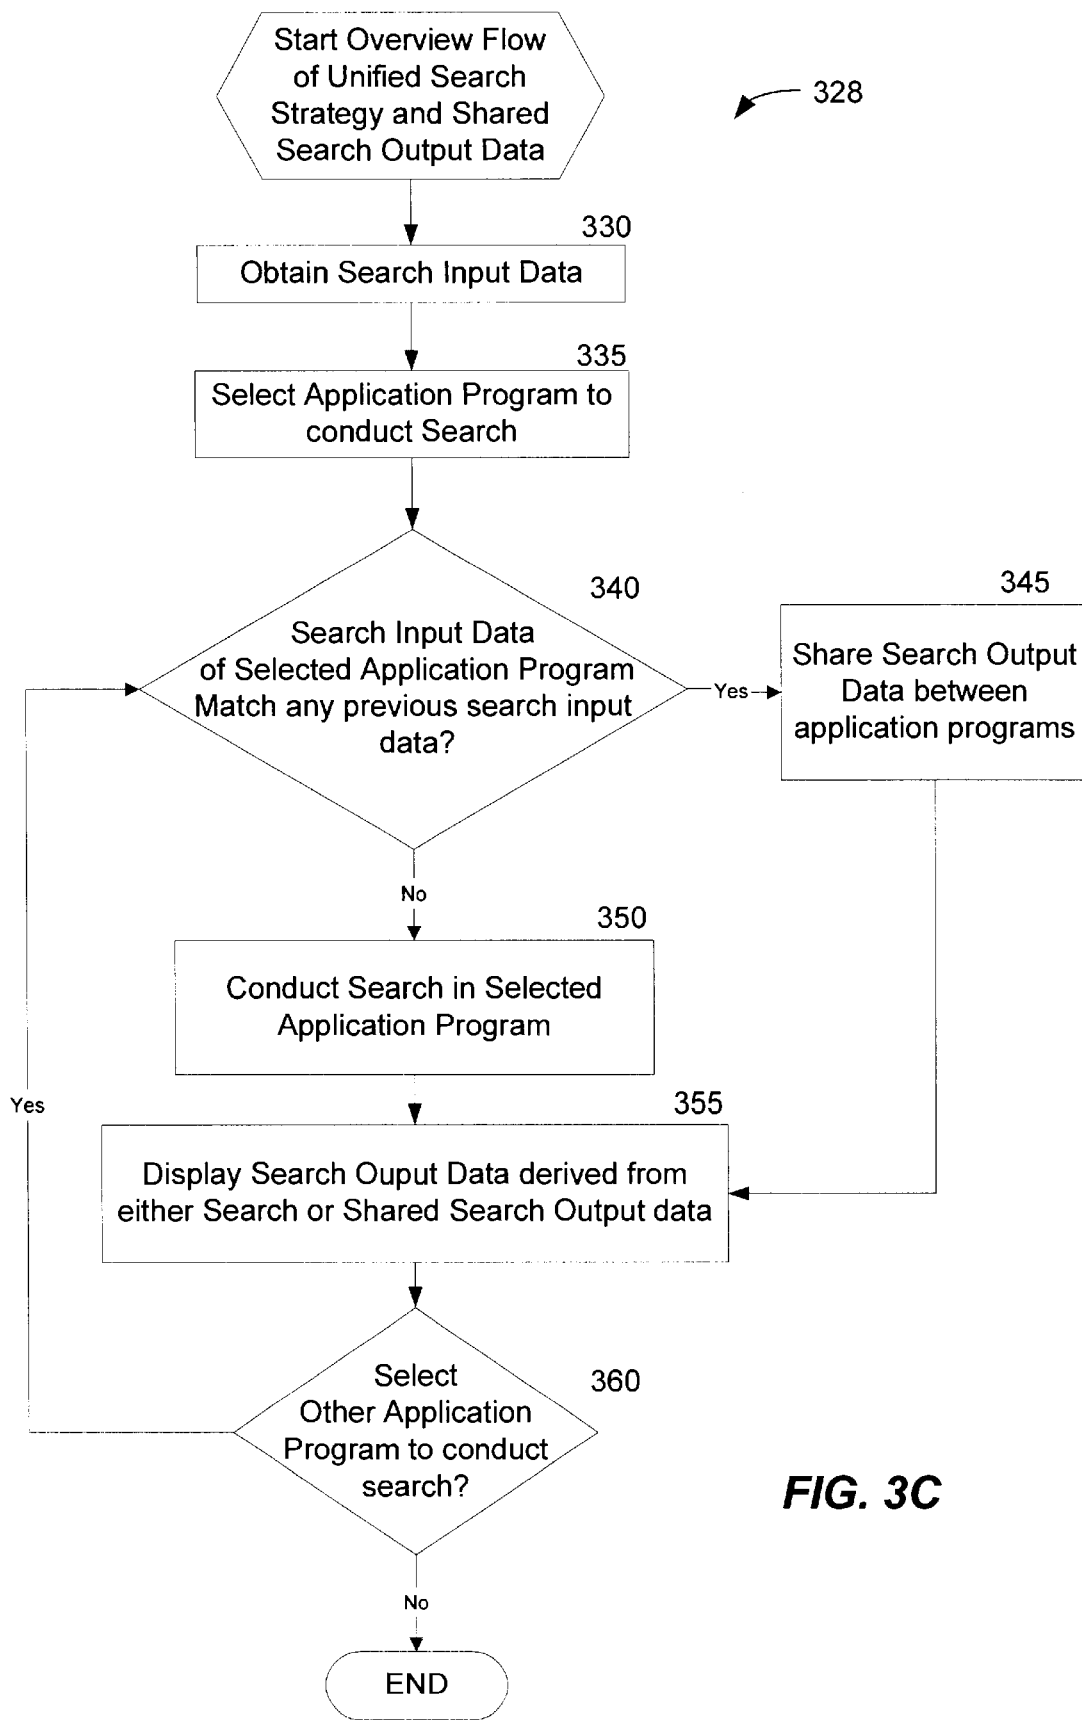 Start Overview Flow
of Unified Search
Strategy and Shared
Search Output Data
328
330
Obtain Search Input Data
335
Select Application Program to
conduct Search
340
Search Input Data
of Selected Application Program
Match any previous search input
data?
Yes
345
Share Search Output
Data between
application programs
No
350
Conduct Search in Selected
Application Program
Yes
355
Display Search Ouput Data derived from
either Search or Shared Search Output data
360
Select
Other Application
Program to conduct
search?
FIG. 3C
No
END